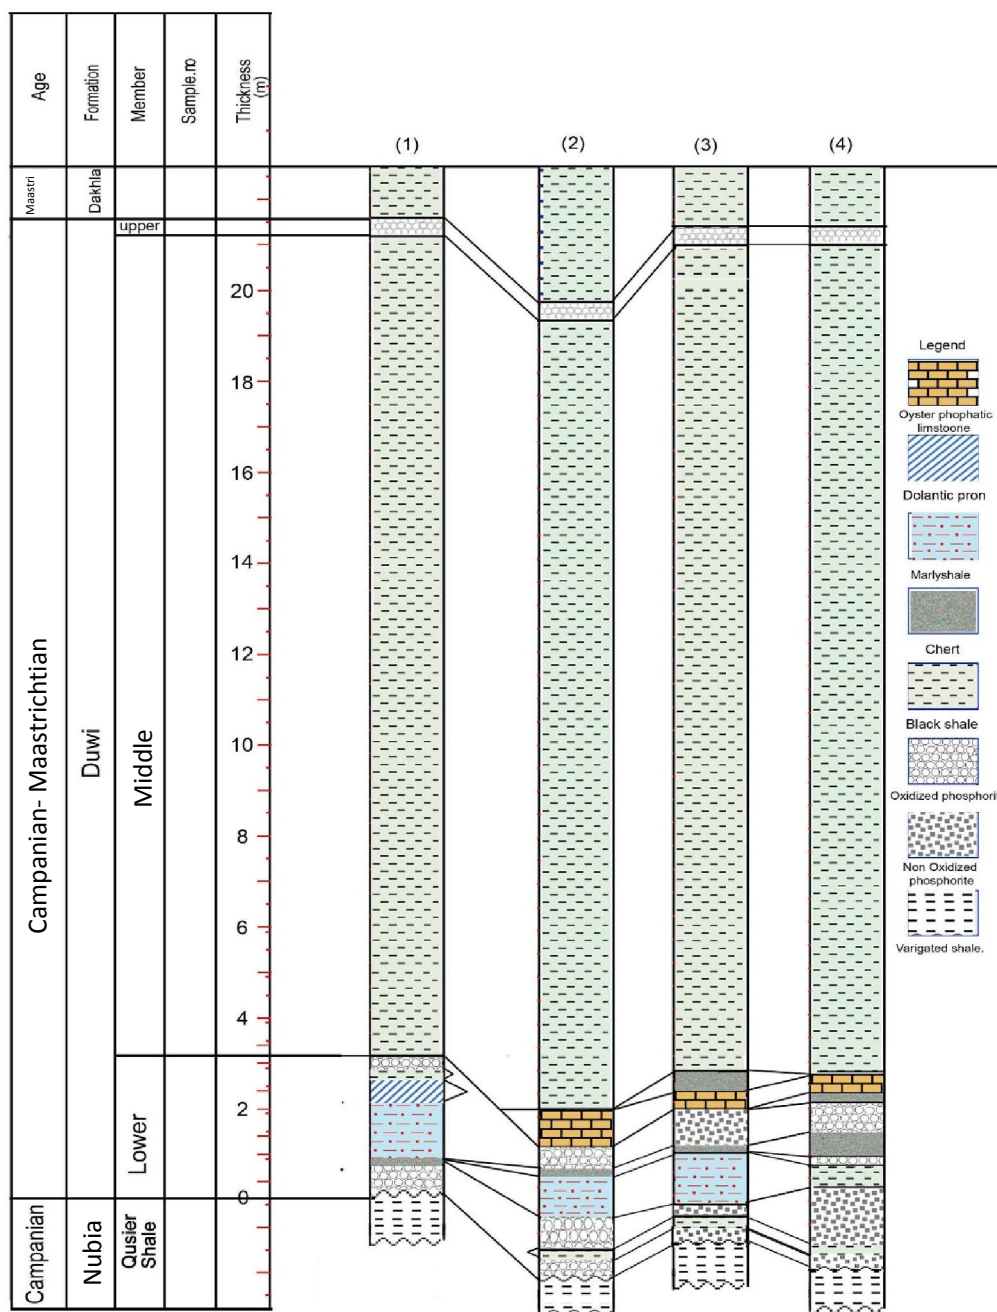 Age
Formation
Member
Sample.no
Thickness
(m)
(1)
(2)
(3)
(4)
Maastri
Dakhla
upper
Campanian- Maastrichtian
Duwi
Middle
Lower
Campanian
Nubia
Qusier
Shale
20
18
16
14
12
10
8
6
4
2
0
Legend
Oyster phophatic
limstoone
Dolantic pron
Marlyshale
Chert
Black shale
Oxidized phosphorit
Non Oxidized
phosphorite
Varigated shale.